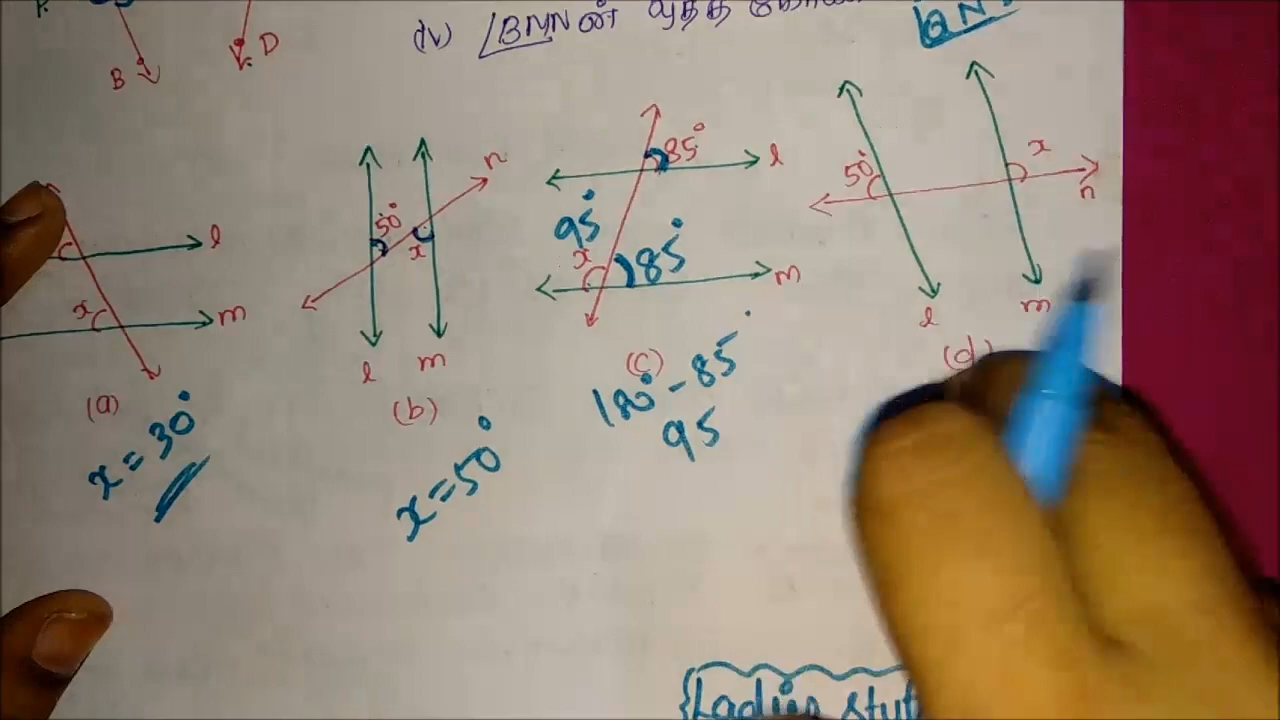 P.
B
D
(iv) ∠BMN ன்
l
x
m
(a)
x = 30°
n
50°
x
l m
(b)
x = 50°
85°
l
95°
x
85°
m
(c)
180° - 85°
95
50°
x
n
l
m
(d)